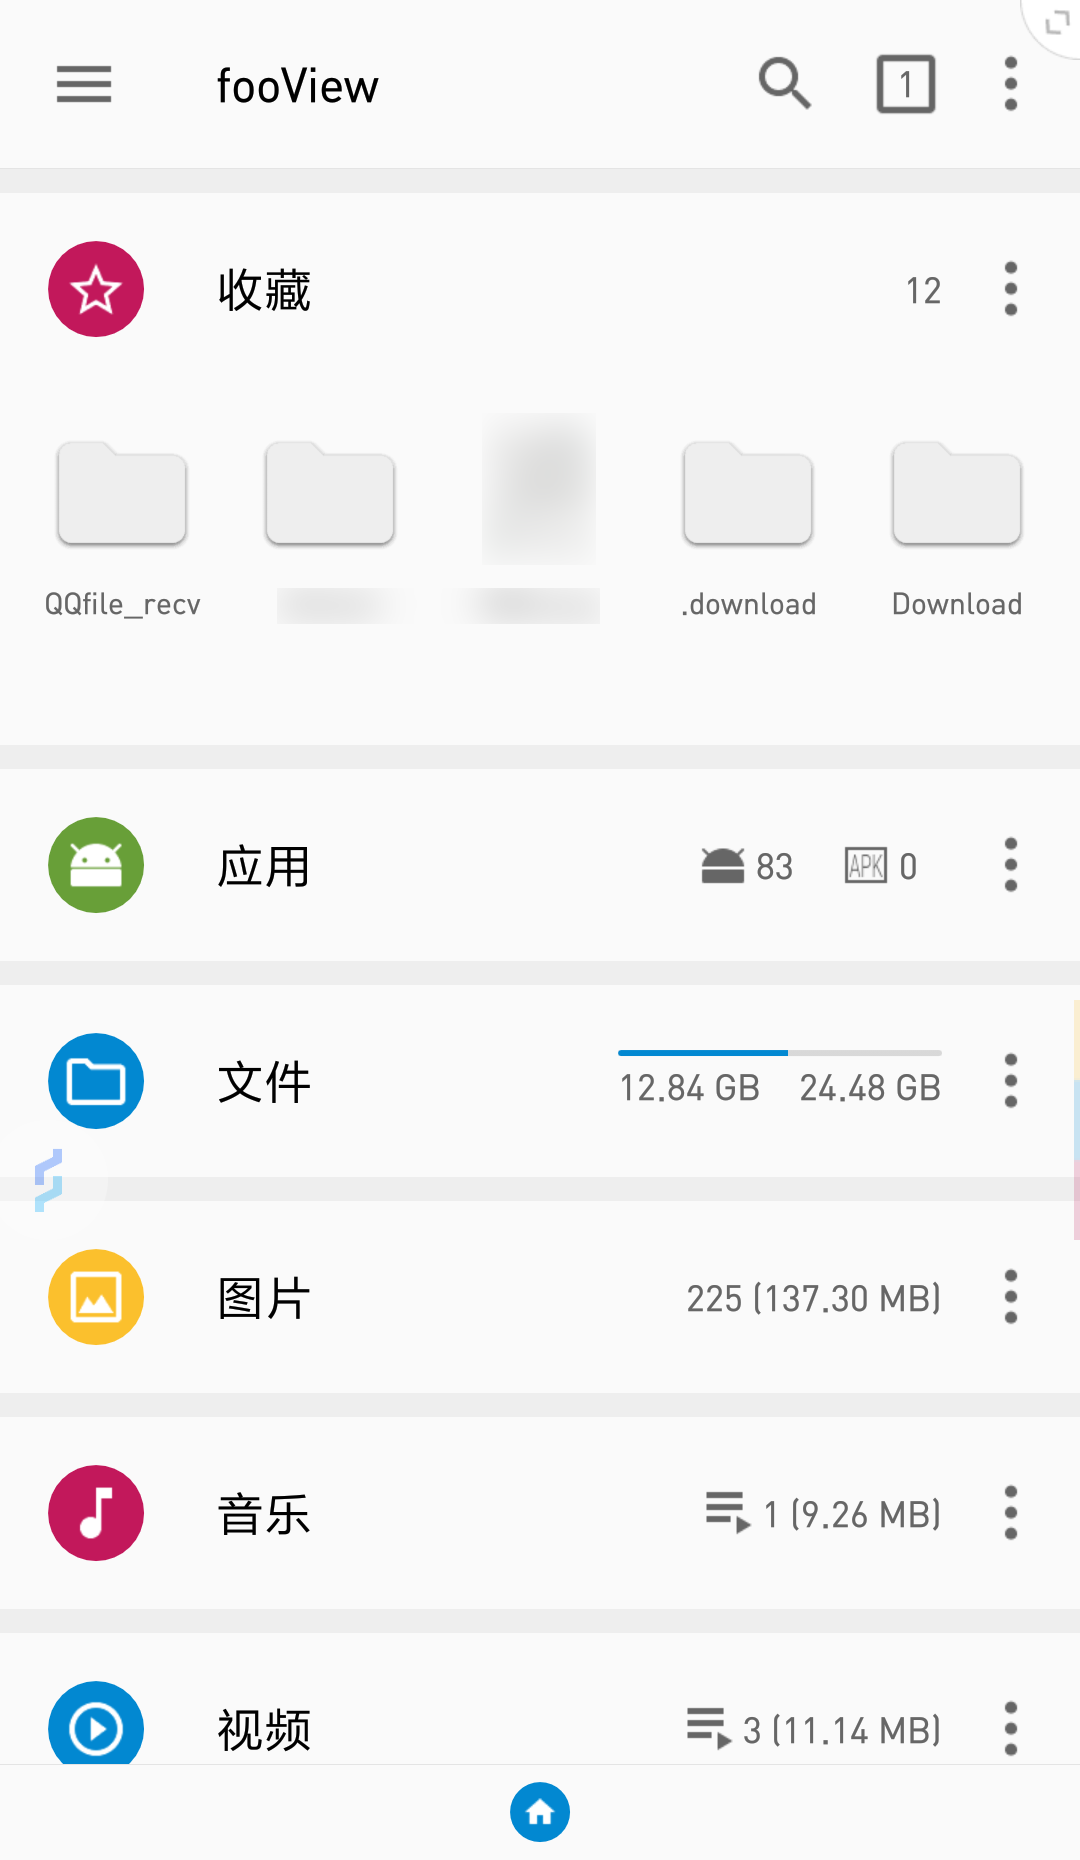 fooView
1
收藏
12
QQfile_recv
.download
Download
应用
83
APK 0
文件
12.84 GB
24.48 GB
图片
225 (137.30 MB)
音乐
1 (9.26 MB)
视频
3 (11.14 MB)